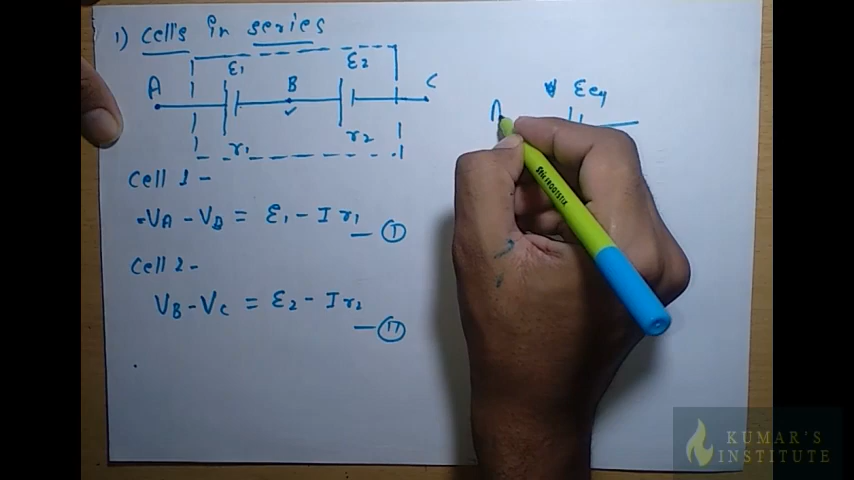 1) Cells in series
ε1 ε2
A B C
r1 r2
Cell 1 -
VA - VB = ε1 - I r1 — (I)
Cell 2 -
VB - VC = ε2 - I r2 — (II)
εeq
A
KUMAR'S
INSTITUTE